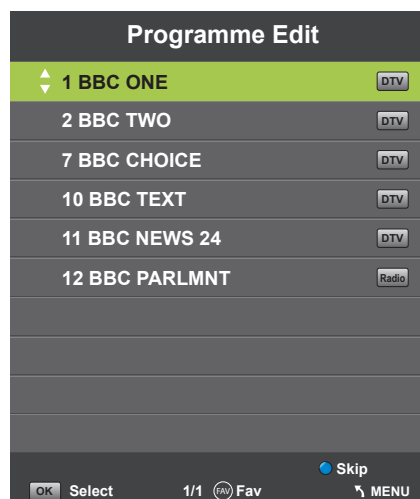 Programme Edit
1 BBC ONE DTV
2 BBC TWO DTV
7 BBC CHOICE DTV
10 BBC TEXT DTV
11 BBC NEWS 24 DTV
12 BBC PARLMNT Radio
Skip
OK Select 1/1 FAV Fav MENU